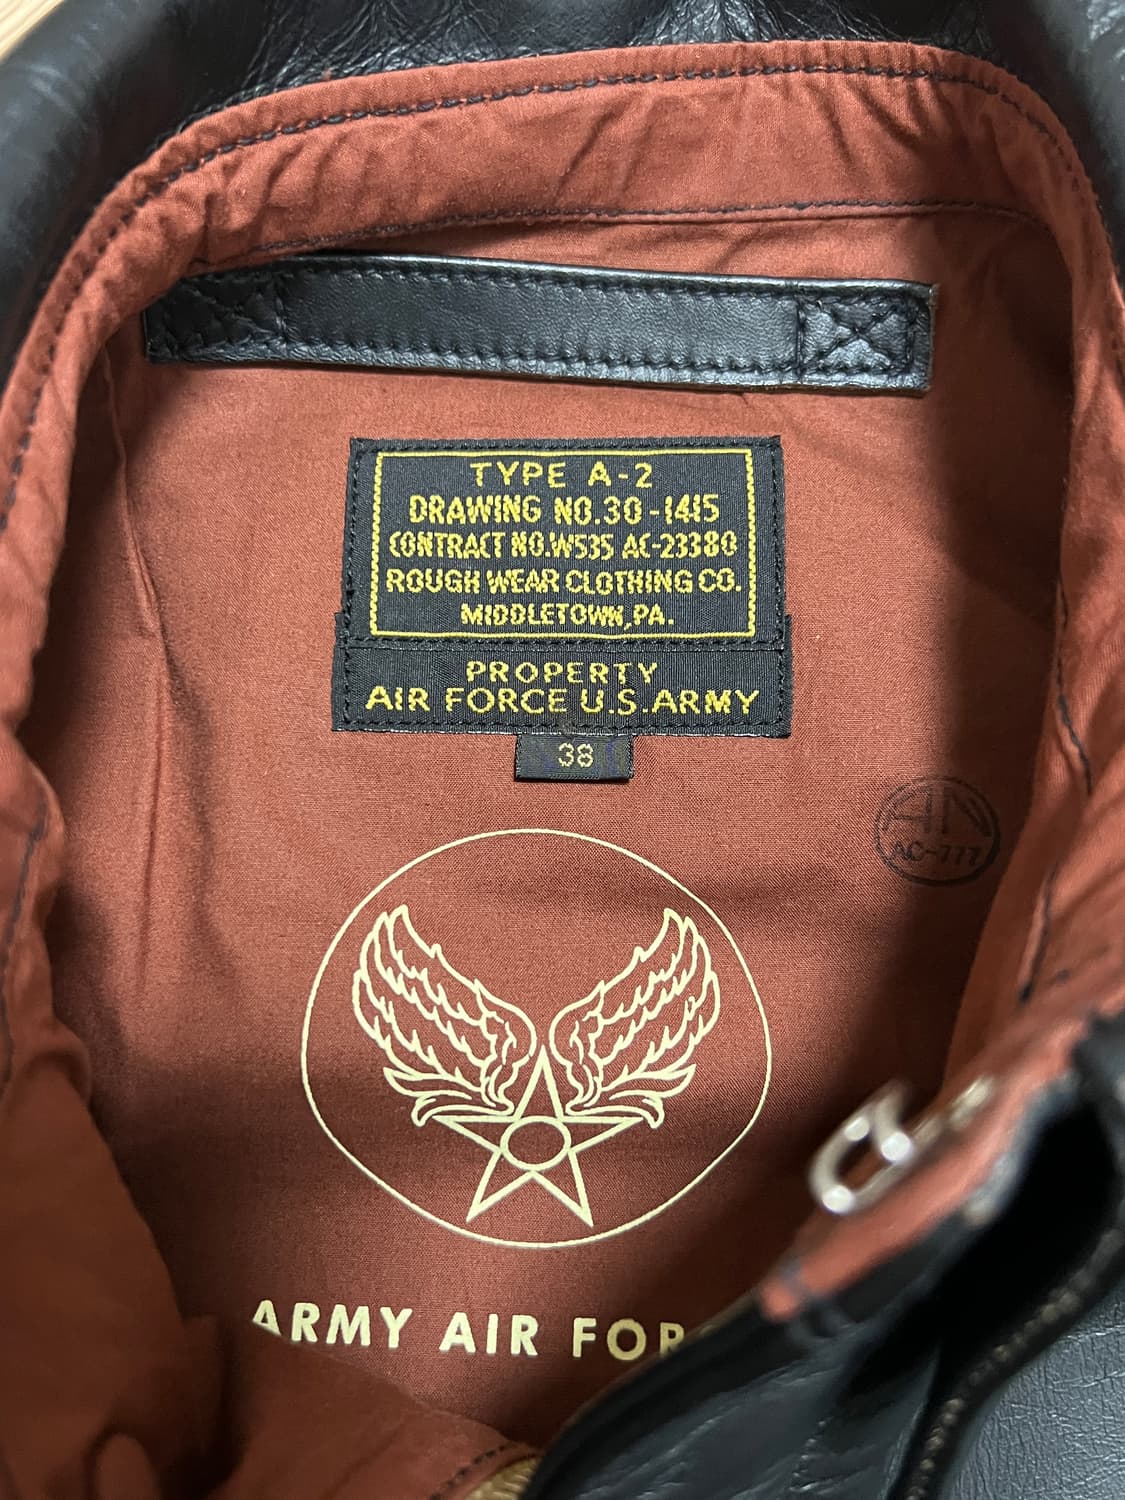 TYPE A-2
DRAWING NO.30-1415
CONTRACT NO.W535 AC-23380
ROUGH WEAR CLOTHING CO.
MIDDLETOWN,PA.
PROPERTY
AIR FORCE U.S.ARMY
38
AN
AC-777
ARMY AIR FOR